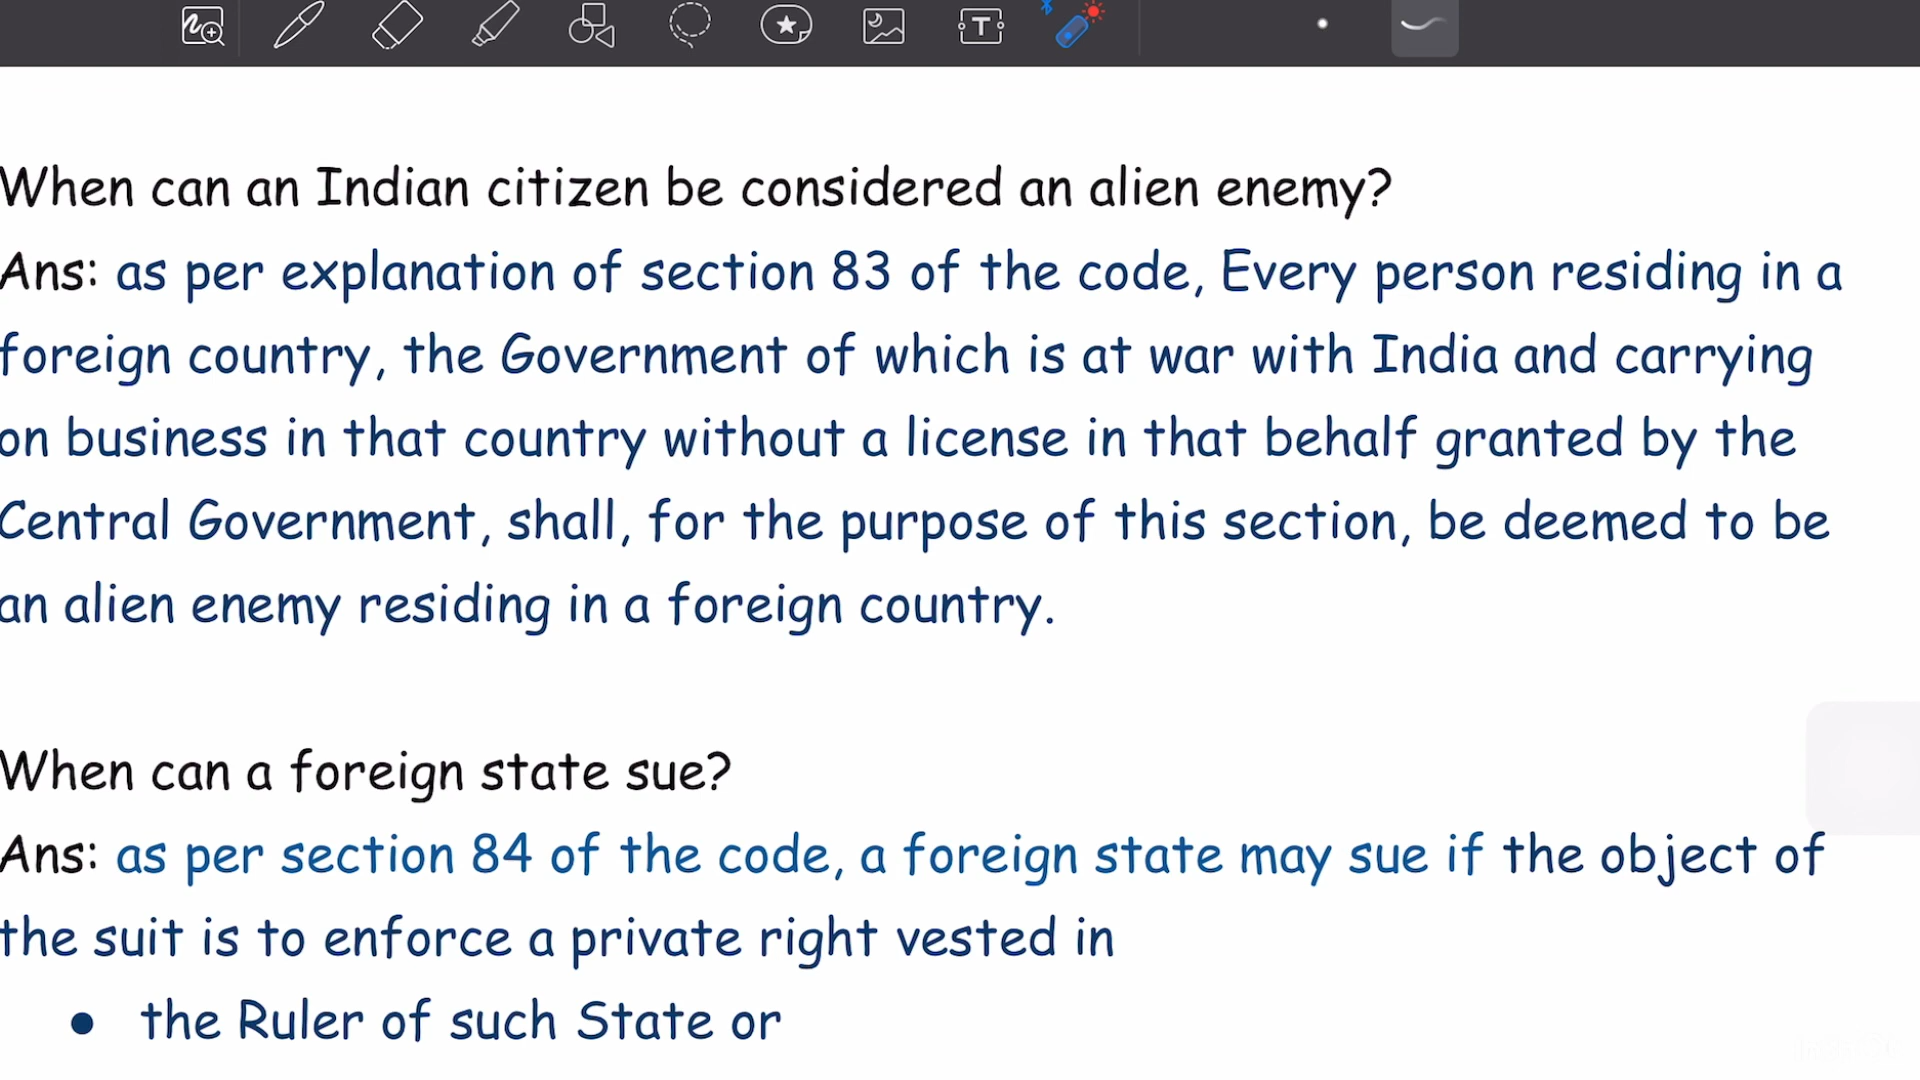 When can an Indian citizen be considered an alien enemy?
Ans: as per explanation of section 83 of the code, Every person residing in a
foreign country, the Government of which is at war with India and carrying
on business in that country without a license in that behalf granted by the
Central Government, shall, for the purpose of this section, be deemed to be
an alien enemy residing in a foreign country.
When can a foreign state sue?
Ans: as per section 84 of the code, a foreign state may sue if the object of
the suit is to enforce a private right vested in
● the Ruler of such State or